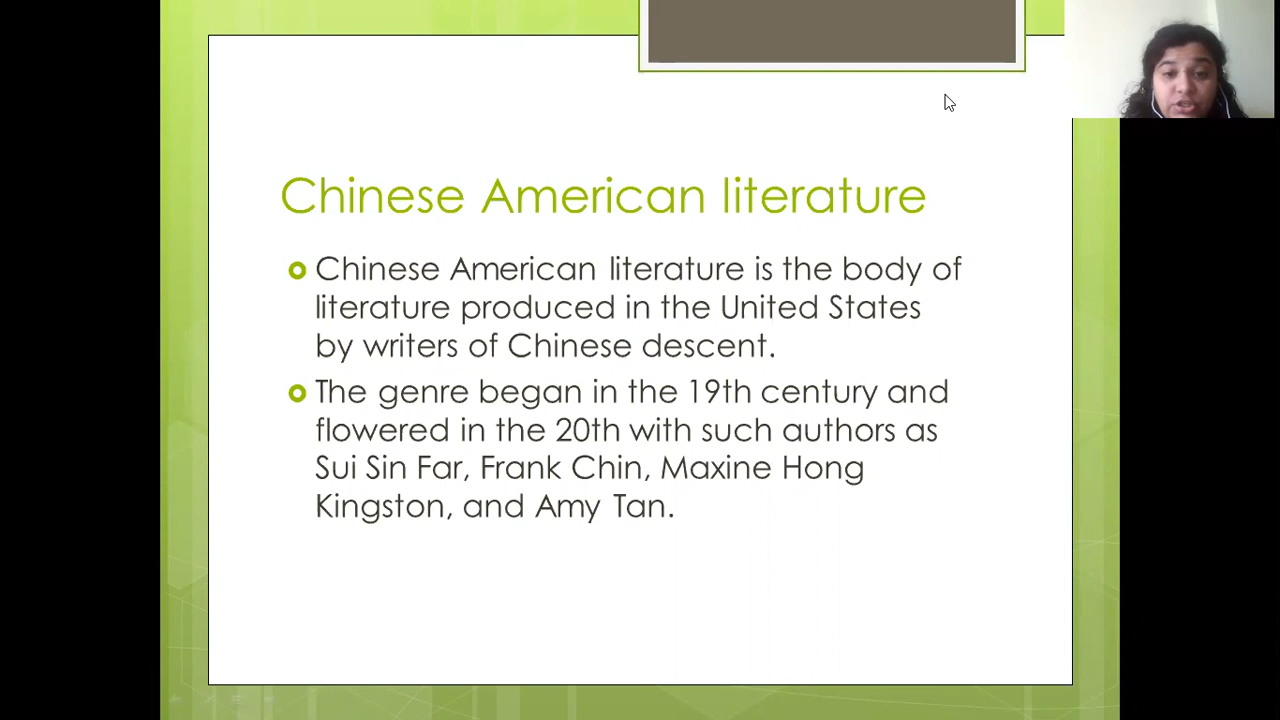 Chinese American literature
Chinese American literature is the body of
literature produced in the United States
by writers of Chinese descent.
The genre began in the 19th century and
flowered in the 20th with such authors as
Sui Sin Far, Frank Chin, Maxine Hong
Kingston, and Amy Tan.